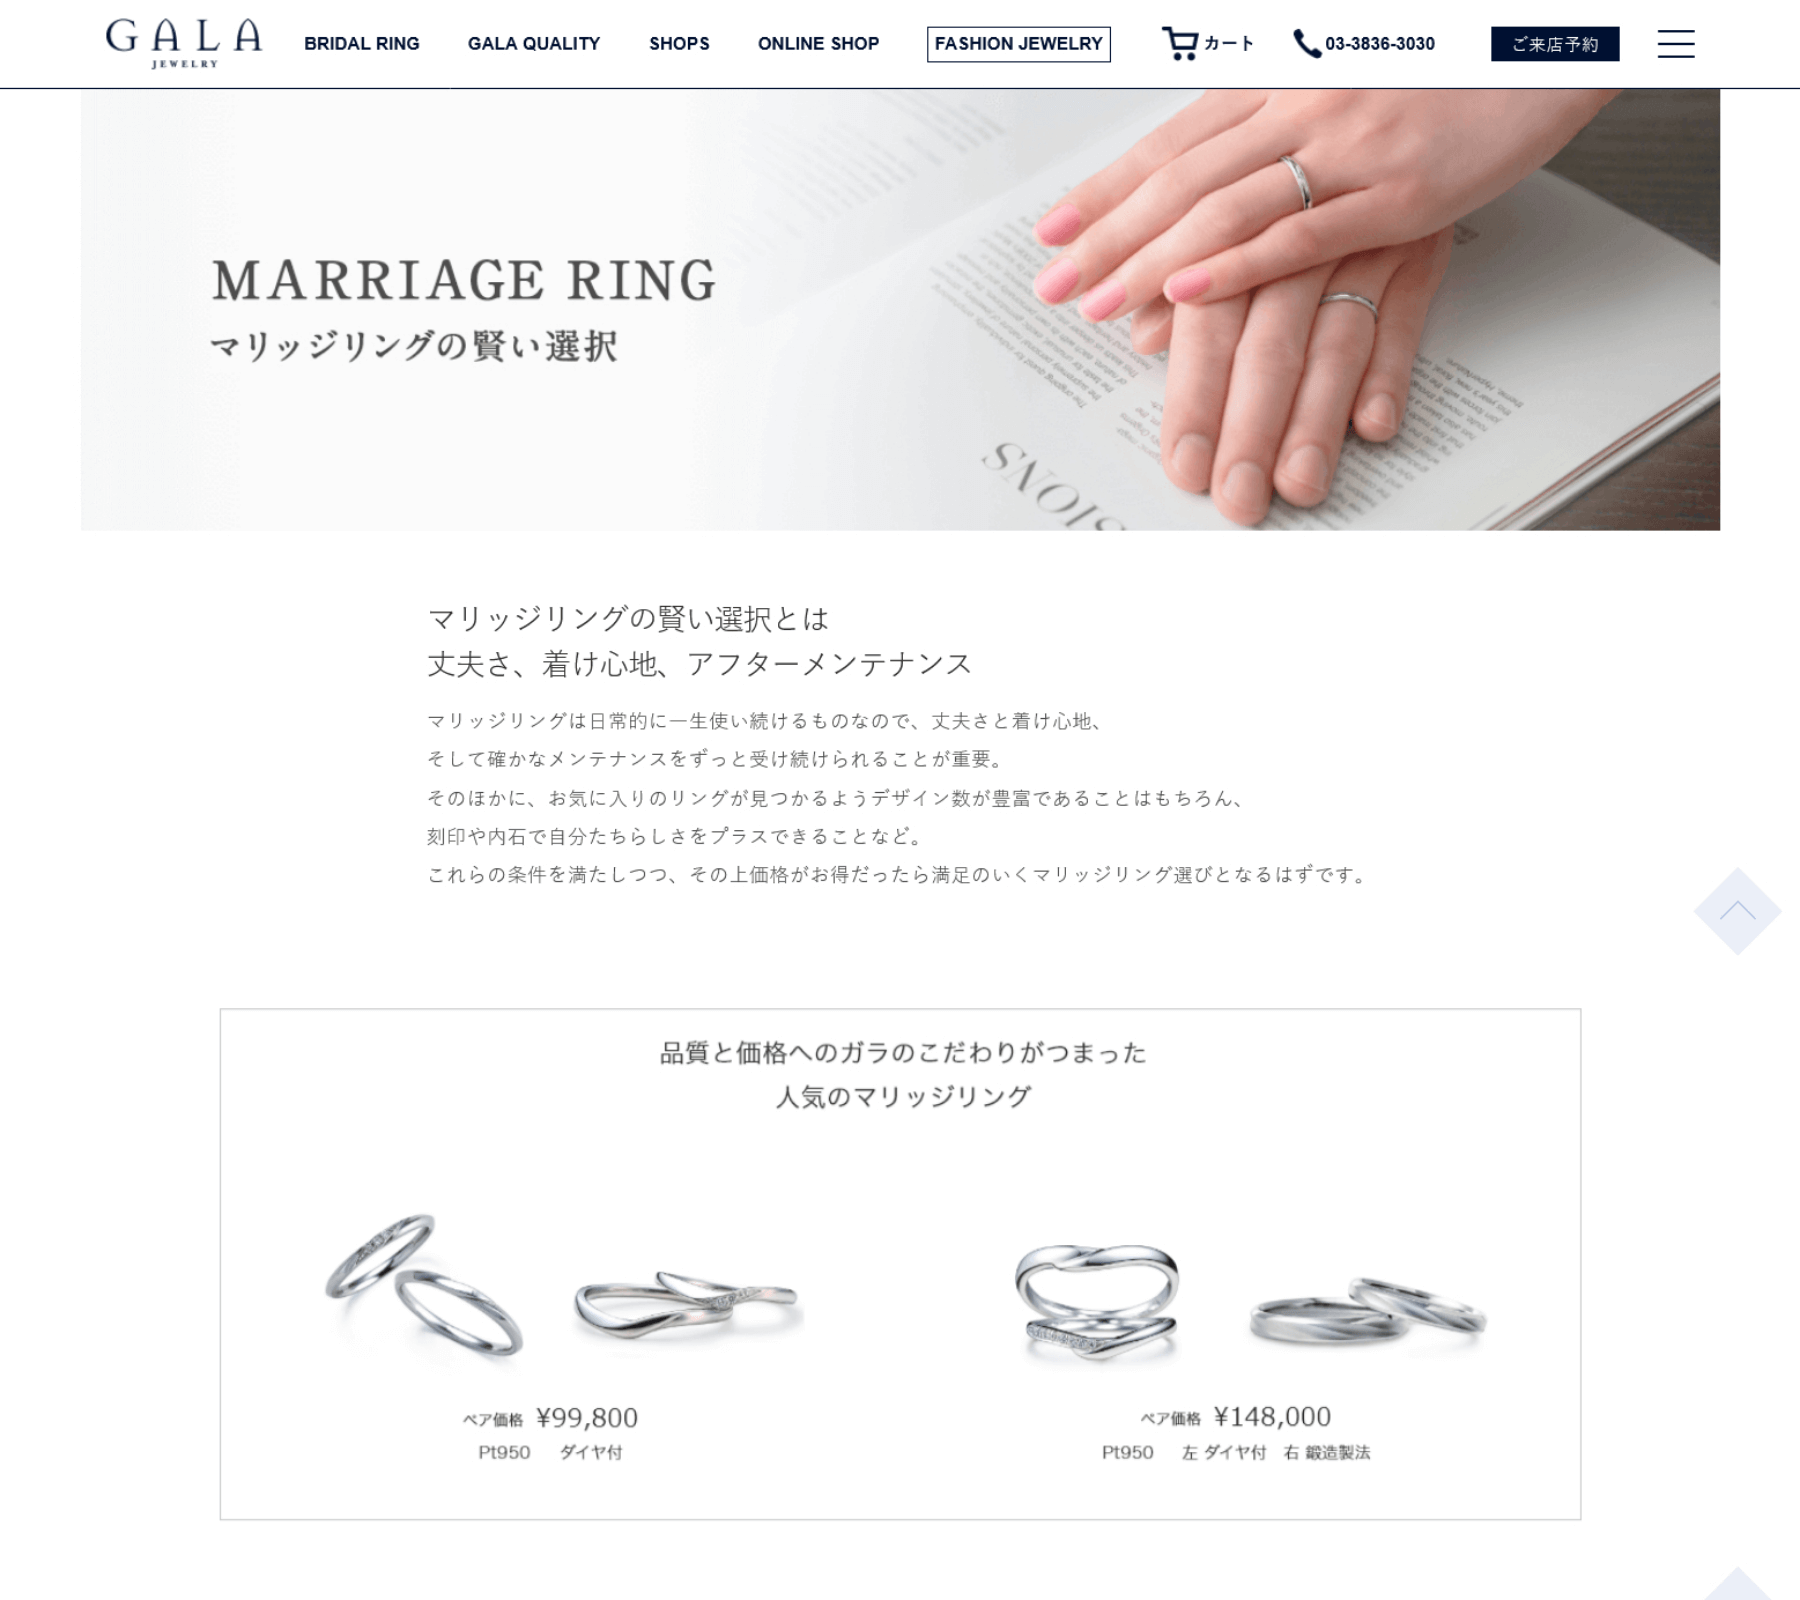 GALA
JEWELRY
BRIDAL RING
GALA QUALITY
SHOPS
ONLINE SHOP
FASHION JEWELRY
カート
03-3836-3030
ご来店予約
MARRIAGE RING
マリッジリングの賢い選択
SIONS
マリッジリングの賢い選択とは
丈夫さ、着け心地、アフターメンテナンス
マリッジリングは日常的に一生使い続けるものなので、丈夫さと着け心地、
そして確かなメンテナンスをずっと受け続けられることが重要。
そのほかに、お気に入りのリングが見つかるようデザイン数が豊富であることはもちろん、
刻印や内石で自分たちらしさをプラスできることなど。
これらの条件を満たしつつ、その上価格がお得だったら満足のいくマリッジリング選びとなるはずです。
品質と価格へのガラのこだわりがつまった
人気のマリッジリング
ペア価格 ¥99,800
Pt950 ダイヤ付
ペア価格 ¥148,000
Pt950 左 ダイヤ付 右 鍛造製法